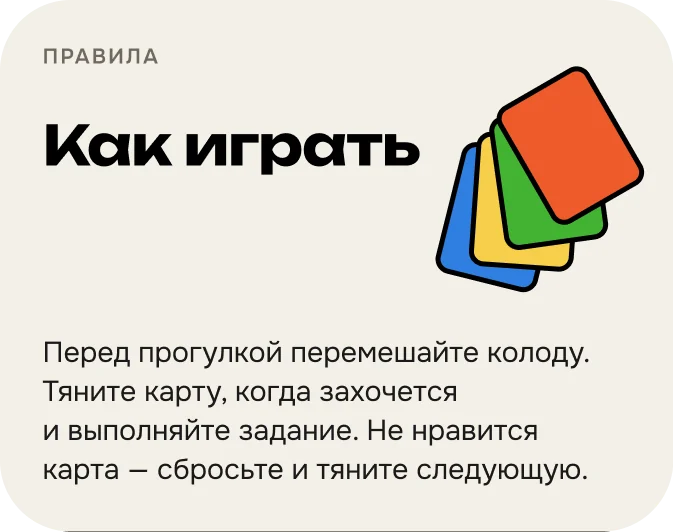 ПРАВИЛА
Как играть
Перед прогулкой перемешайте колоду.
Тяните карту, когда захочется
и выполняйте задание. Не нравится
карта — сбросьте и тяните следующую.